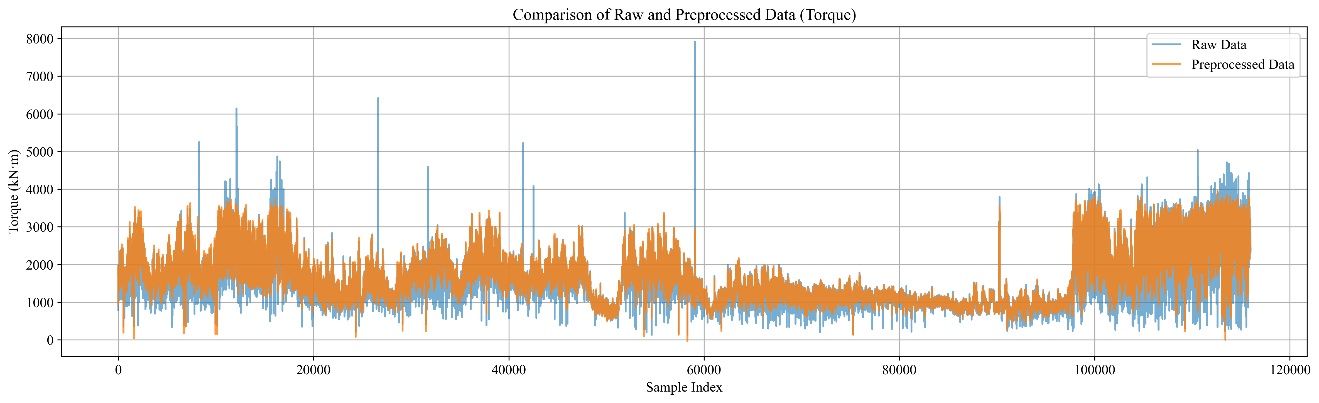 Comparison of Raw and Preprocessed Data (Torque)
Raw Data
Preprocessed Data
Torque (kN·m)
8000
7000
6000
5000
4000
3000
2000
1000
0
0 20000 40000 60000 80000 100000 120000
Sample Index